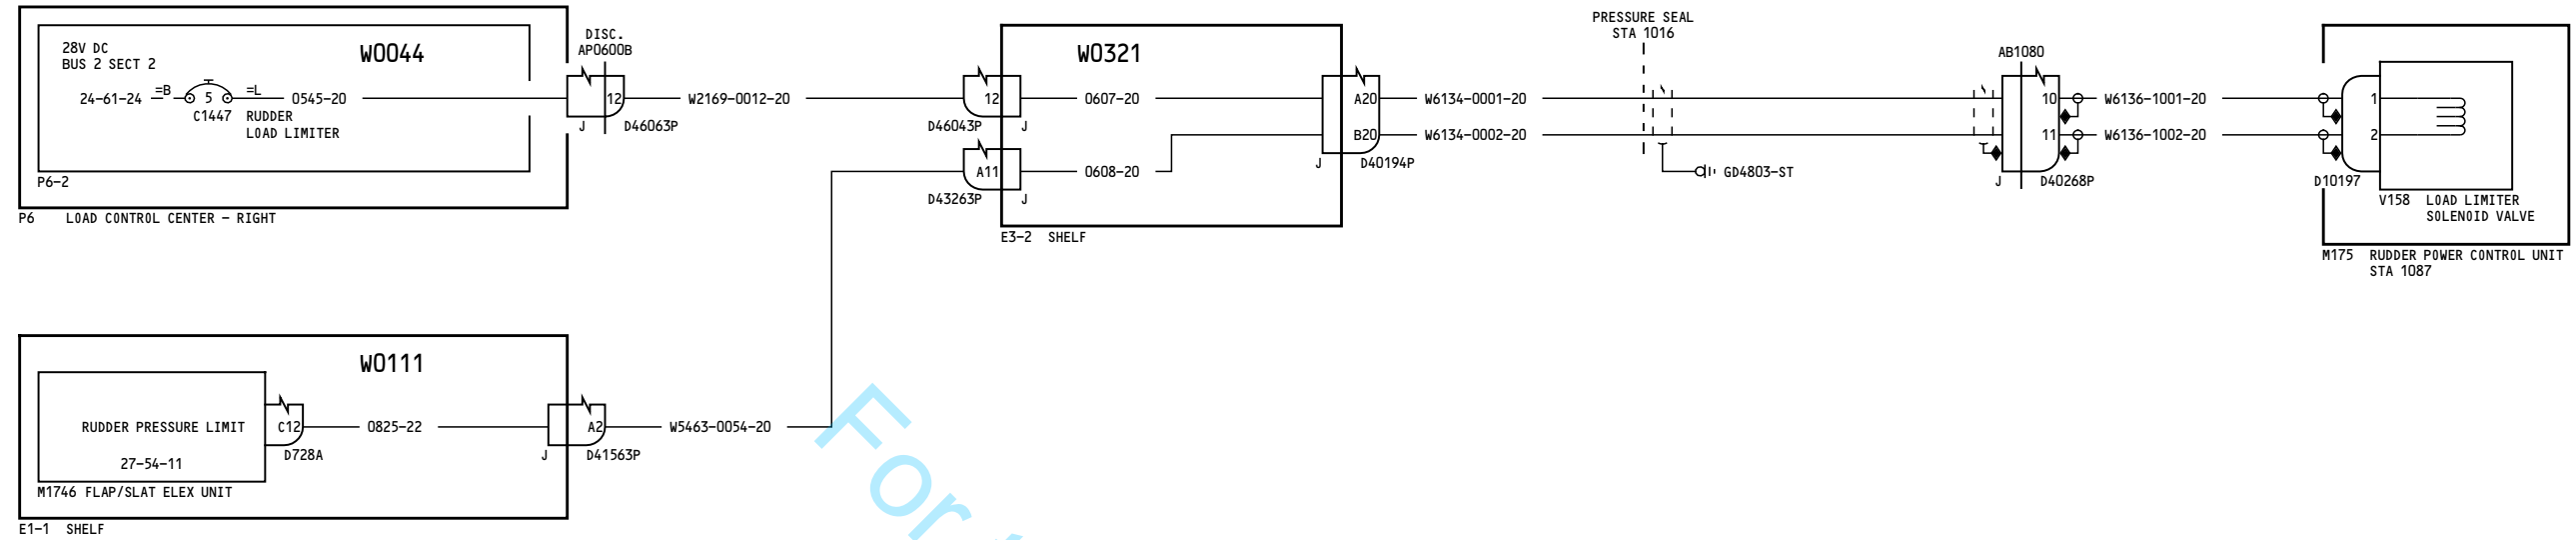 28V DC
BUS 2 SECT 2
W0044
24-61-24
=B
5
=L
0545-20
C1447
RUDDER
LOAD LIMITER
P6-2
P6 LOAD CONTROL CENTER - RIGHT
DISC.
AP0600B
12
J
D46063P
W2169-0012-20
12
D46043P
J
W0321
0607-20
A11
D43263P
J
0608-20
E3-2 SHELF
A20
B20
J
D40194P
W6134-0001-20
W6134-0002-20
PRESSURE SEAL
STA 1016
GD4803-ST
AB1080
10
11
J
D40268P
W6136-1001-20
W6136-1002-20
1
2
D10197
V158 LOAD LIMITER
SOLENOID VALVE
M175 RUDDER POWER CONTROL UNIT
STA 1087
W0111
RUDDER PRESSURE LIMIT
27-54-11
M1746 FLAP/SLAT ELEX UNIT
E1-1 SHELF
C12
D728A
0825-22
A2
J
D41563P
W5463-0054-20
For